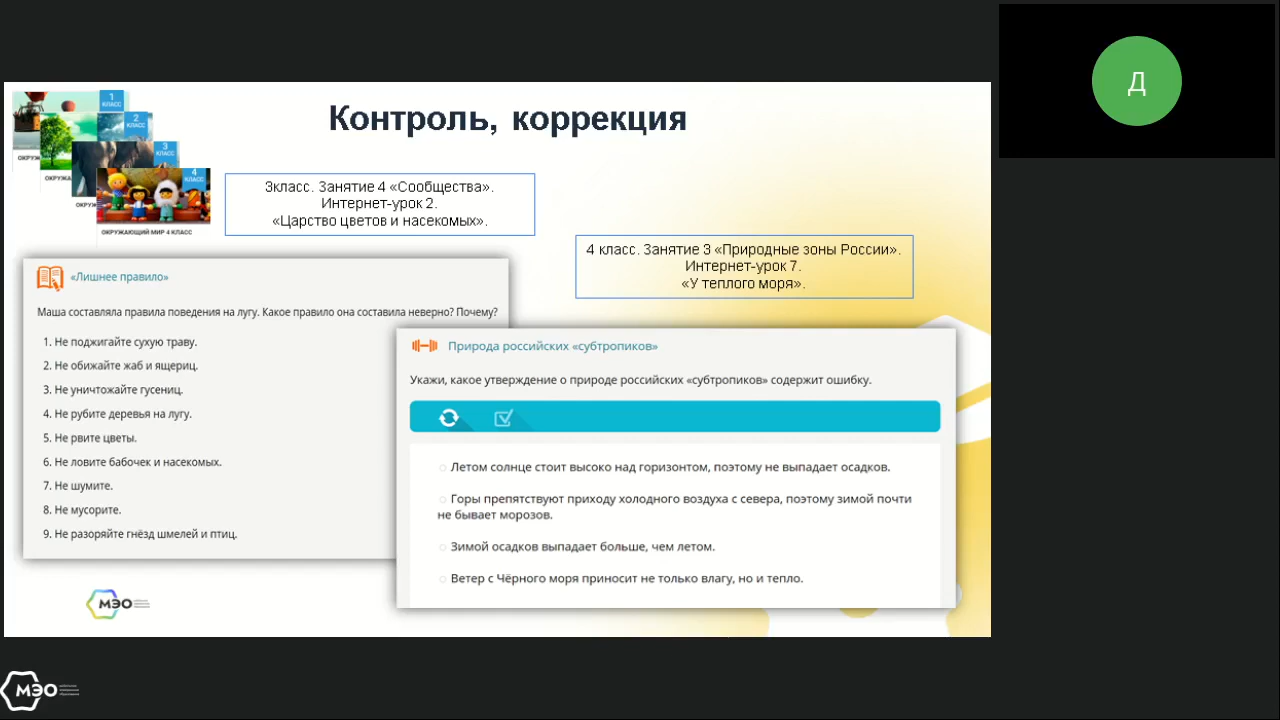 Д
Контроль, коррекция
1
КЛАСС
2
КЛАСС
3
КЛАСС
4
КЛАСС
ОКРУЖАЮЩИЙ МИР 4 КЛАСС
3класс. Занятие 4 «Сообщества».
Интернет-урок 2.
«Царство цветов и насекомых».
4 класс. Занятие 3 «Природные зоны России».
Интернет-урок 7.
«У теплого моря».
«Лишнее правило»
Маша составляла правила поведения на лугу. Какое правило она составила неверно? Почему?
1. Не поджигайте сухую траву.
2. Не обижайте жаб и ящериц.
3. Не уничтожайте гусениц.
4. Не рубите деревья на лугу.
5. Не рвите цветы.
6. Не ловите бабочек и насекомых.
7. Не шумите.
8. Не мусорите.
9. Не разоряйте гнёзд шмелей и птиц.
Природа российских «субтропиков»
Укажи, какое утверждение о природе российских «субтропиков» содержит ошибку.
Летом солнце стоит высоко над горизонтом, поэтому не выпадает осадков.
Горы препятствуют приходу холодного воздуха с севера, поэтому зимой почти
не бывает морозов.
Зимой осадков выпадает больше, чем летом.
Ветер с Чёрного моря приносит не только влагу, но и тепло.
МЭО
МЭО